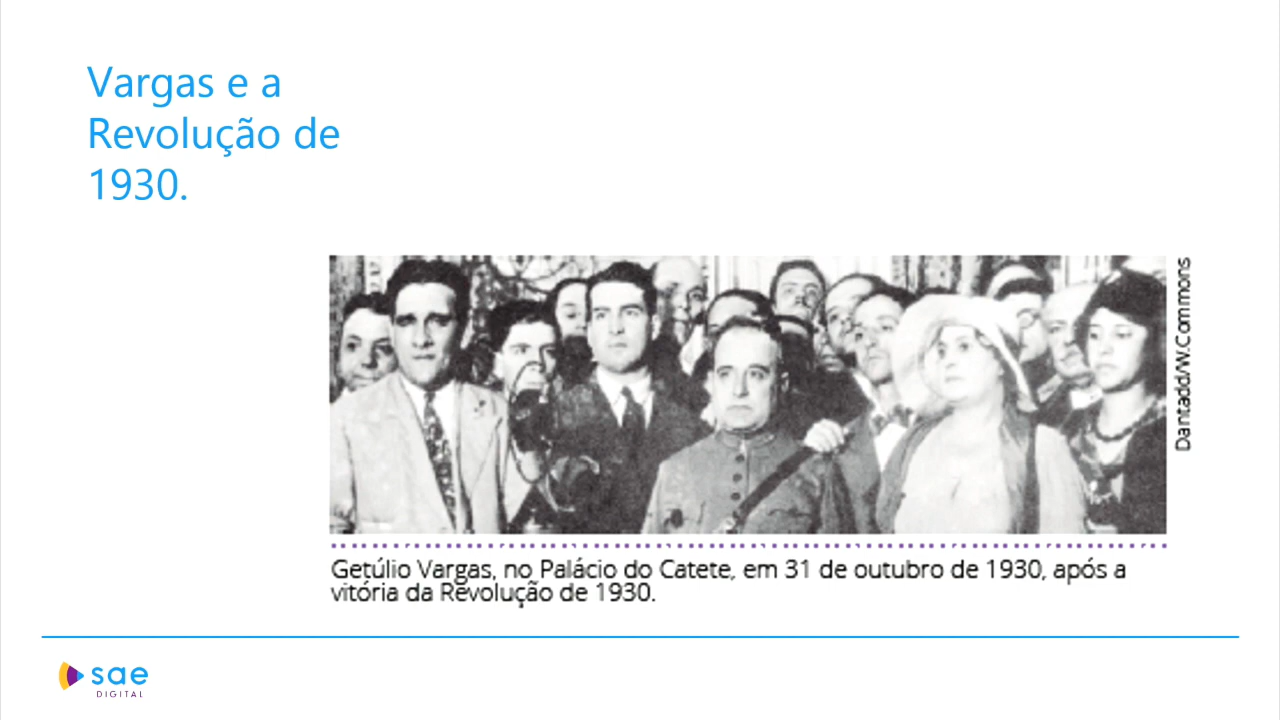 Vargas e a
Revolução de
1930.
Dantadd/W.Commons
Getúlio Vargas, no Palácio do Catete, em 31 de outubro de 1930, após a
vitória da Revolução de 1930.
sae
DIGITAL